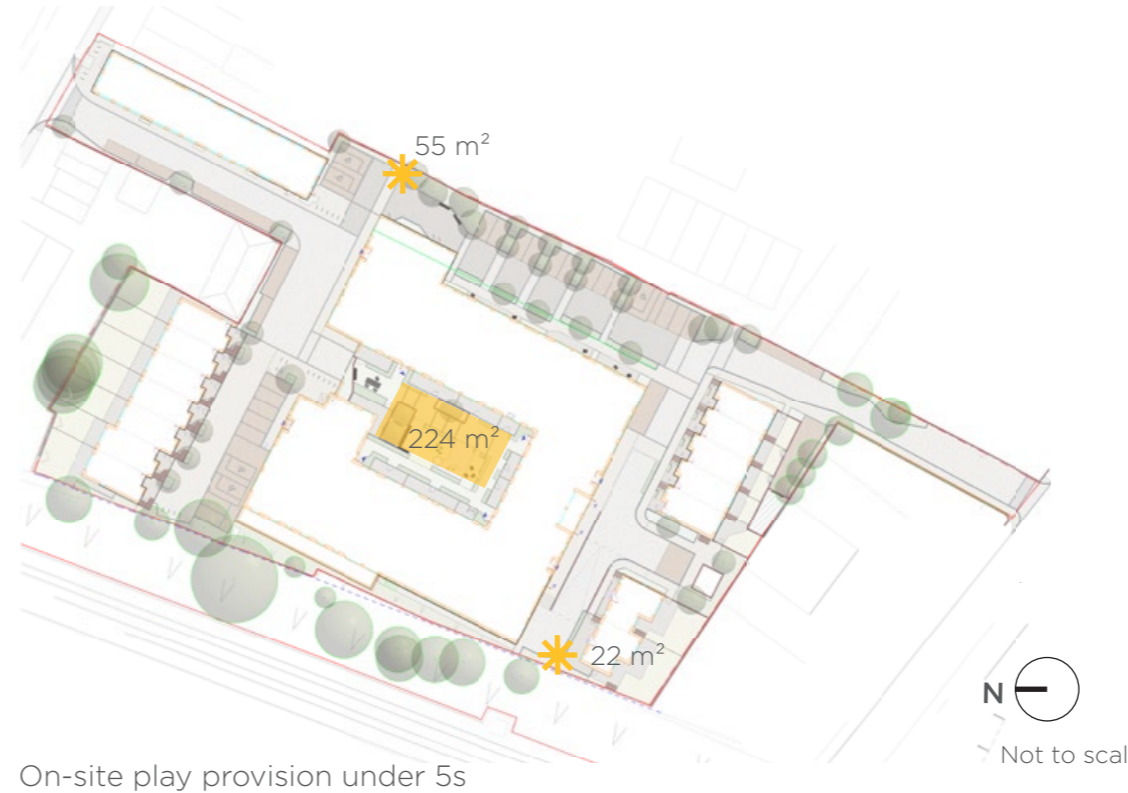 55 m²
224 m²
22 m²
N
Not to scal
On-site play provision under 5s